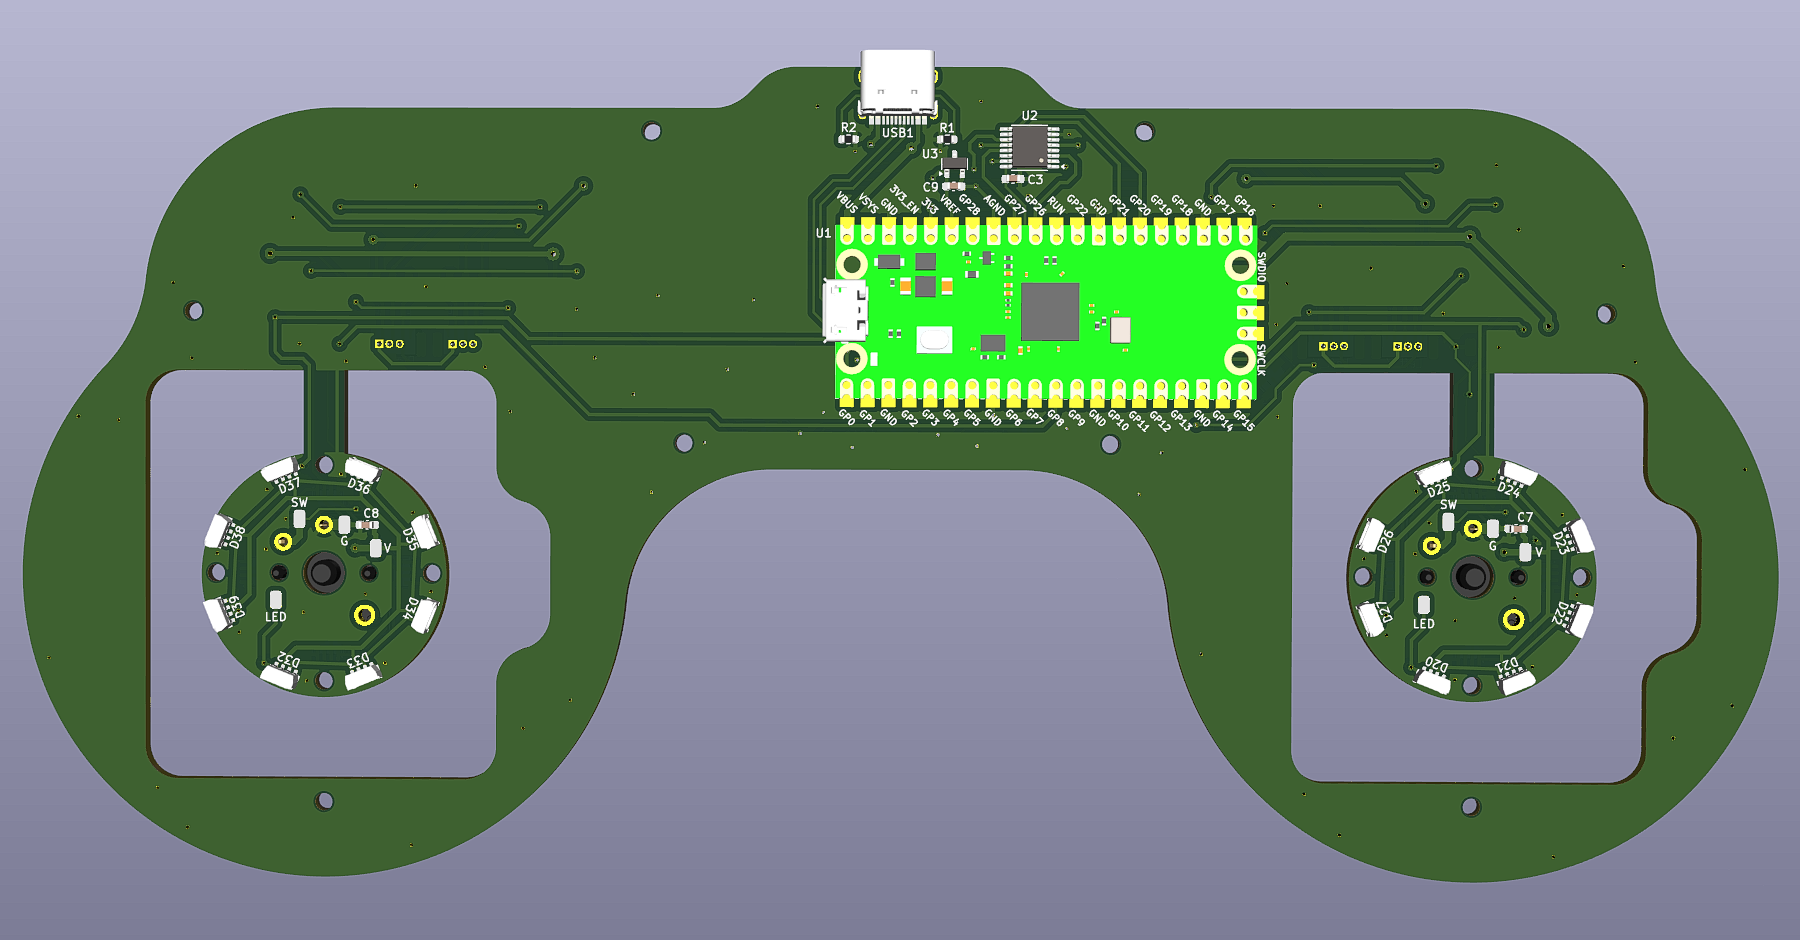 USB1
R2
R1
U2
U3
C9
C3
U1
VBUS
VSYS
GND
3V3_EN
3V3
VREF
GP28
AGND
GP27
GP26
RUN
GP22
GND
GP21
GP20
GP19
GP18
GND
GP17
GP16
SWDIO
SWCLK
GP0
GP1
GND
GP2
GP3
GP4
GP5
GND
GP6
GP7
GP8
GP9
GND
GP10
GP11
GP12
GP13
GND
GP14
GP15
D37
D36
SW
C8
D38
G
V
D35
D39
LED
D34
D32
D33
D25
D24
SW
C7
D26
G
V
D23
D27
LED
D22
D20
D21